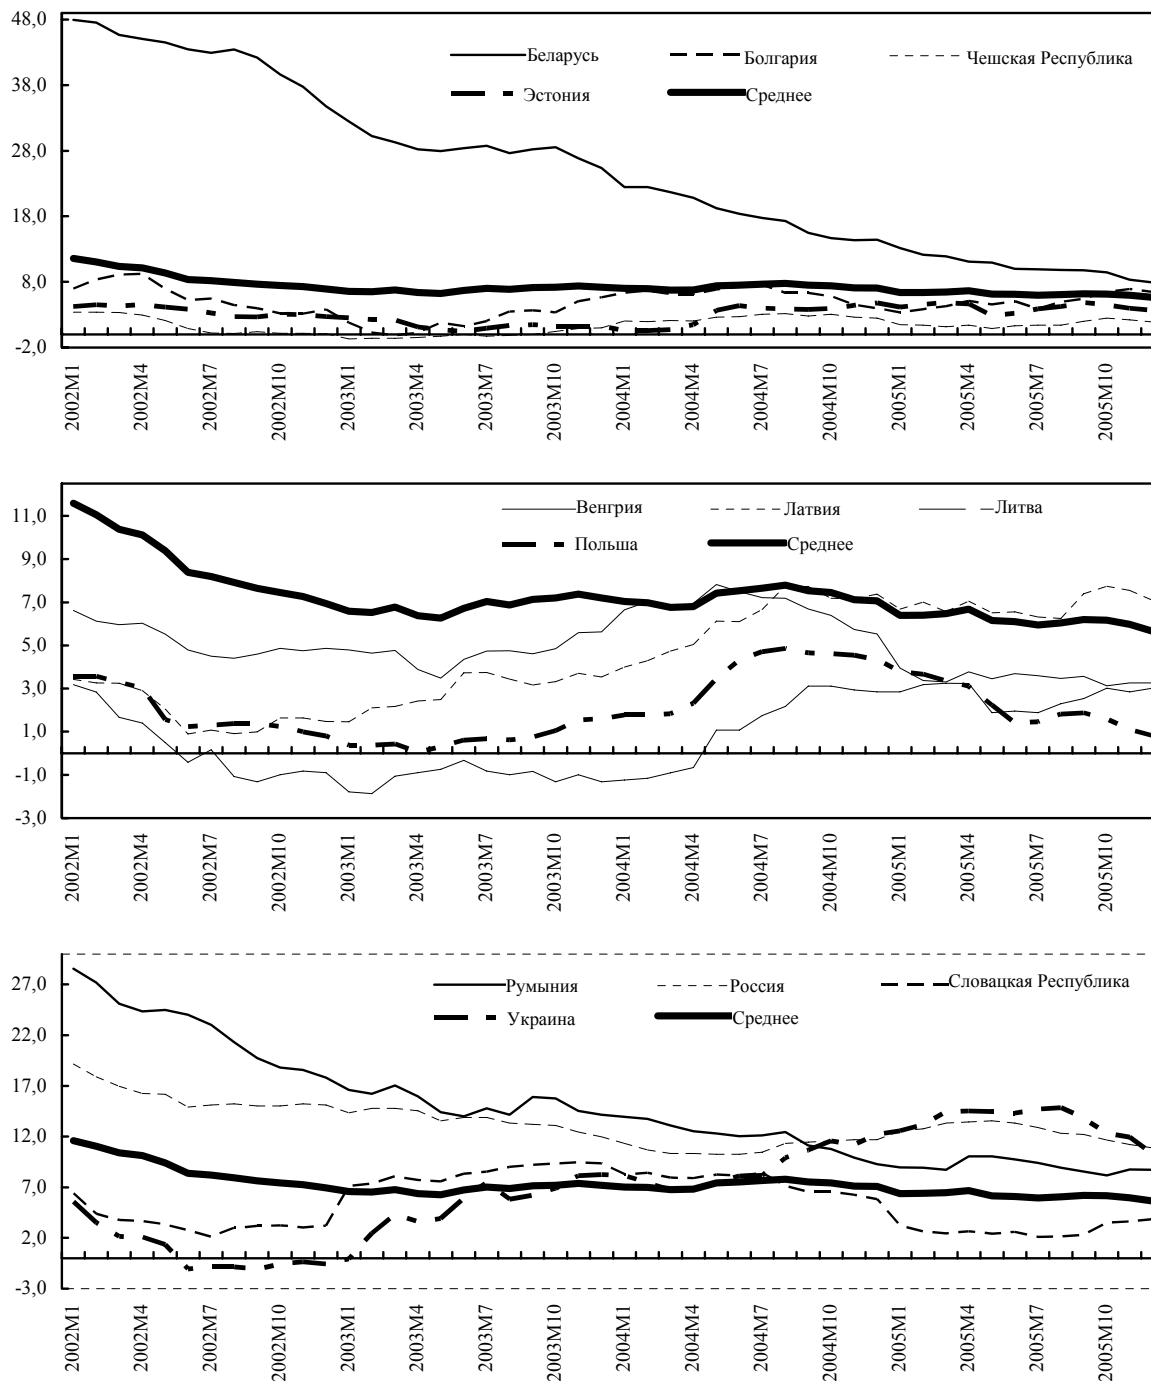 48,0
38,0
28,0
18,0
8,0
-2,0
Беларусь Болгария Чешская Республика
Эстония Среднее
2002M1 2002M4 2002M7 2002M10 2003M1 2003M4 2003M7 2003M10 2004M1 2004M4 2004M7 2004M10 2005M1 2005M4 2005M7 2005M10
11,0
9,0
7,0
5,0
3,0
1,0
-1,0
-3,0
Венгрия Латвия Литва
Польша Среднее
2002M1 2002M4 2002M7 2002M10 2003M1 2003M4 2003M7 2003M10 2004M1 2004M4 2004M7 2004M10 2005M1 2005M4 2005M7 2005M10
27,0
22,0
17,0
12,0
7,0
2,0
-3,0
Румыния Россия Словацкая Республика
Украина Среднее
2002M1 2002M4 2002M7 2002M10 2003M1 2003M4 2003M7 2003M10 2004M1 2004M4 2004M7 2004M10 2005M1 2005M4 2005M7 2005M10